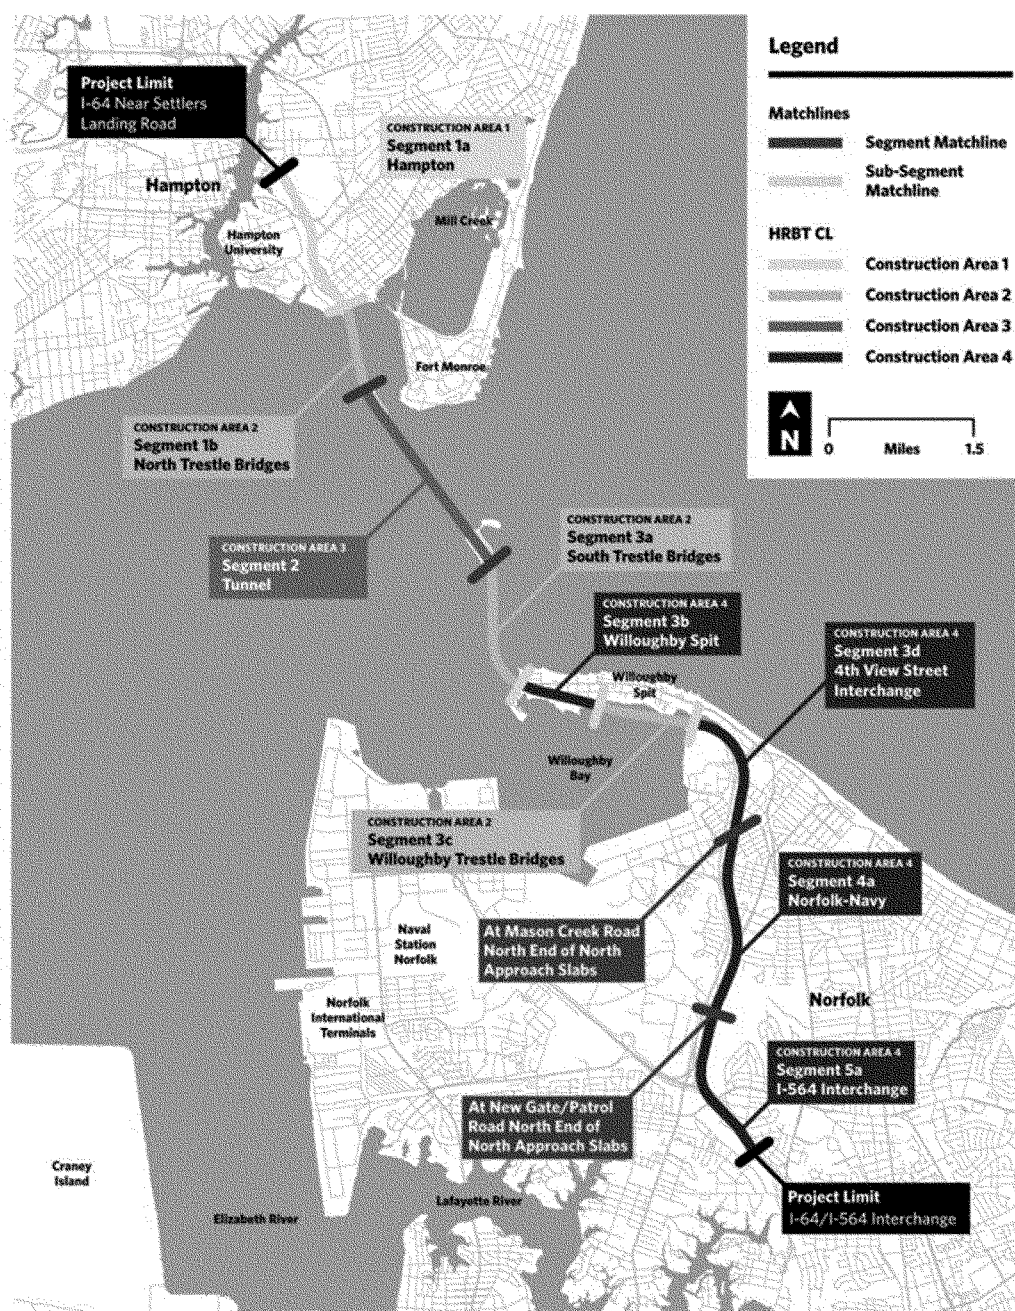 Legend
Matchlines
Segment Matchline
Sub-Segment
Matchline
HRBT CL
Construction Area 1
Construction Area 2
Construction Area 3
Construction Area 4
N
0 Miles 1.5
Project Limit
I-64 Near Settlers
Landing Road
CONSTRUCTION AREA 1
Segment 1a
Hampton
Hampton
Hampton
University
Mill Creek
Fort Monroe
CONSTRUCTION AREA 2
Segment 1b
North Trestle Bridges
CONSTRUCTION AREA 3
Segment 2
Tunnel
CONSTRUCTION AREA 2
Segment 3a
South Trestle Bridges
CONSTRUCTION AREA 4
Segment 3b
Willoughby Spit
CONSTRUCTION AREA 4
Segment 3d
4th View Street
Interchange
Willoughby
Spit
Willoughby
Bay
CONSTRUCTION AREA 2
Segment 3c
Willoughby Trestle Bridges
CONSTRUCTION AREA 4
Segment 4a
Norfolk-Navy
At Mason Creek Road
North End of North
Approach Slabs
Naval
Station
Norfolk
Norfolk
International
Terminals
Norfolk
CONSTRUCTION AREA 4
Segment 5a
I-564 Interchange
At New Gate/Patrol
Road North End of
North Approach Slabs
Craney
Island
Elizabeth River
Lafayette River
Project Limit
I-64/I-564 Interchange